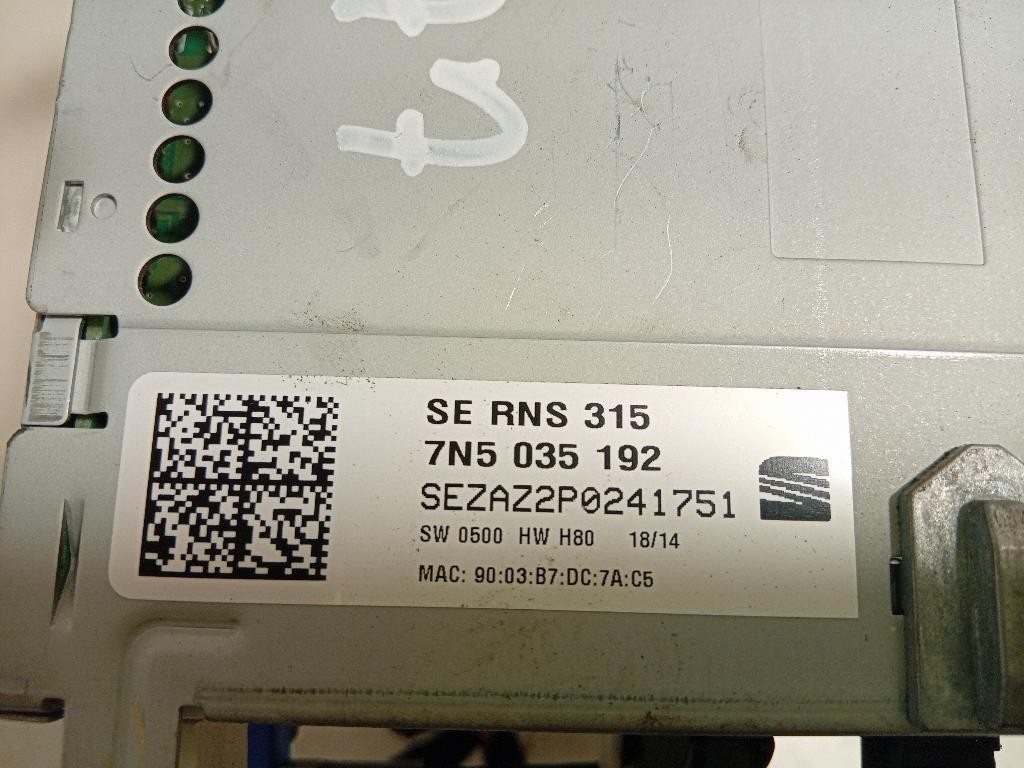 SE RNS 315
7N5 035 192
SEZAZ2P0241751
SW 0500 HW H80 18/14
MAC: 90:03:B7:DC:7A:C5